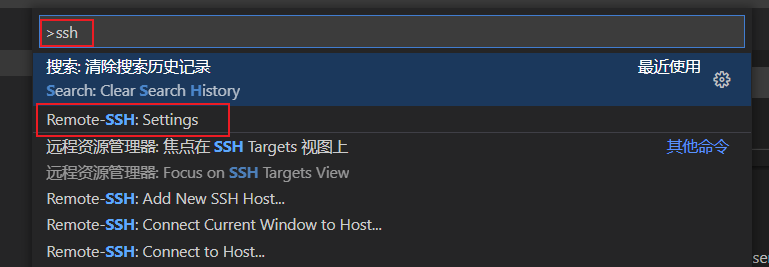 >ssh
搜索: 清除搜索历史记录 最近使用
Search: Clear Search History
Remote-SSH: Settings
远程资源管理器: 焦点在 SSH Targets 视图上 其他命令
远程资源管理器: Focus on SSH Targets View
Remote-SSH: Add New SSH Host...
Remote-SSH: Connect Current Window to Host...
Remote-SSH: Connect to Host...